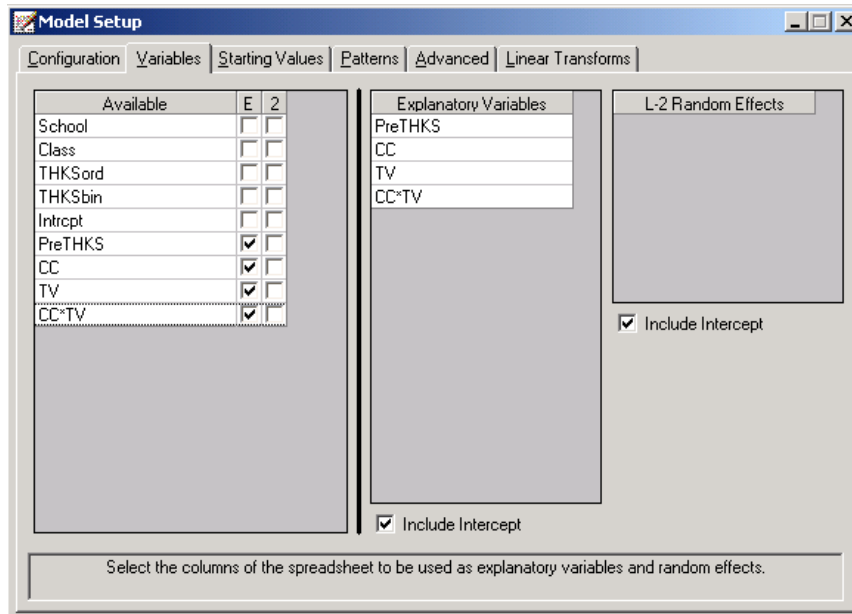 Model Setup
Configuration Variables Starting Values Patterns Advanced Linear Transforms
Available E 2
School
Class
THKSord
THKSbin
Intrcpt
PreTHKS
CC
TV
CC*TV
Explanatory Variables
PreTHKS
CC
TV
CC*TV
Include Intercept
L-2 Random Effects
Include Intercept
Select the columns of the spreadsheet to be used as explanatory variables and random effects.